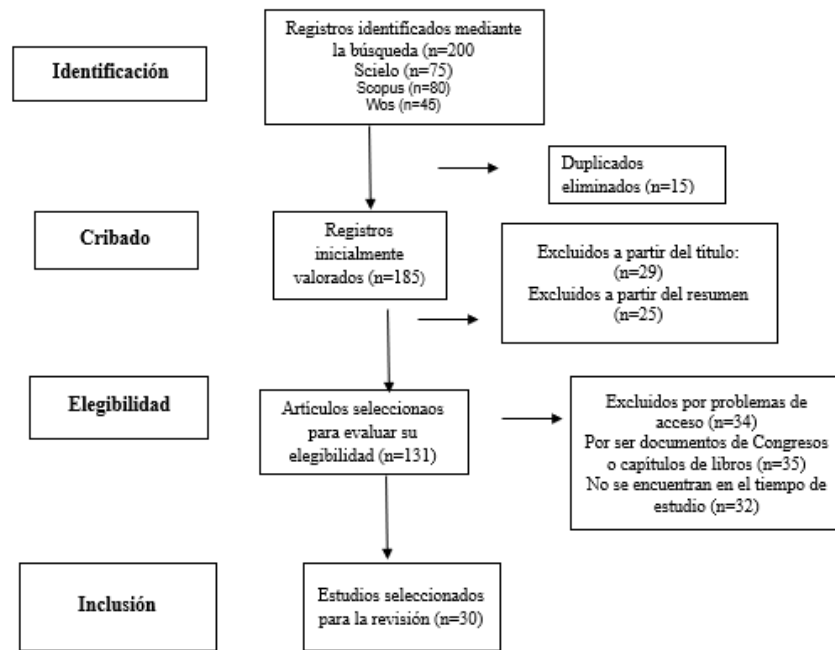 Identificación
Registros identificados mediante
la búsqueda (n=200
Scielo (n=75)
Scopus (n=80)
Wos (n=45)
Duplicados
eliminados (n=15)
Cribado
Registros
inicialmente
valorados (n=185)
Excluidos a partir del título:
(n=29)
Excluidos a partir del resumen
(n=25)
Elegibilidad
Artículos seleccionaos
para evaluar su
elegibilidad (n=131)
Excluidos por problemas de
acceso (n=34)
Por ser documentos de Congresos
o capítulos de libros (n=35)
No se encuentran en el tiempo de
estudio (n=32)
Inclusión
Estudios seleccionados
para la revisión (n=30)